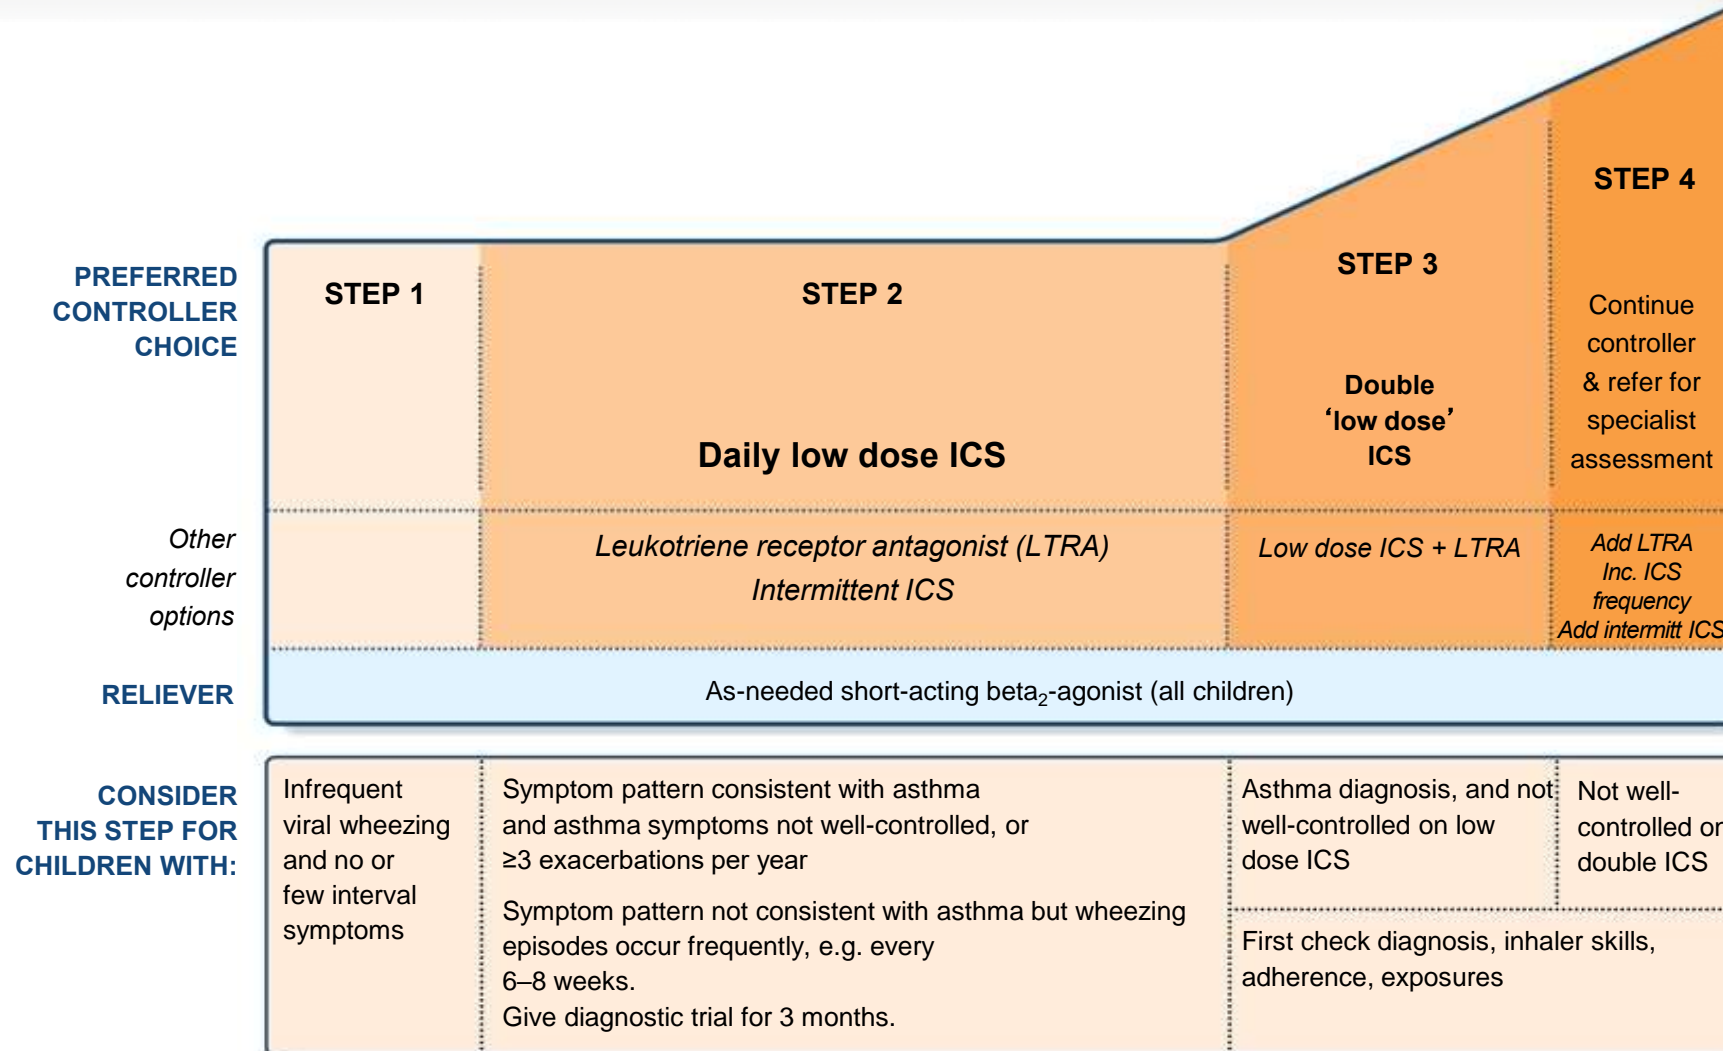 PREFERRED
CONTROLLER
CHOICE
STEP 1
STEP 2
Daily low dose ICS
STEP 3
Double
‘low dose’
ICS
STEP 4
Continue
controller
& refer for
specialist
assessment
Other
controller
options
Leukotriene receptor antagonist (LTRA)
Intermittent ICS
Low dose ICS + LTRA
Add LTRA
Inc. ICS
frequency
Add intermitt ICS
RELIEVER
As-needed short-acting beta₂-agonist (all children)
CONSIDER
THIS STEP FOR
CHILDREN WITH:
Infrequent
viral wheezing
and no or
few interval
symptoms
Symptom pattern consistent with asthma
and asthma symptoms not well-controlled, or
≥3 exacerbations per year
Symptom pattern not consistent with asthma but wheezing
episodes occur frequently, e.g. every
6–8 weeks.
Give diagnostic trial for 3 months.
Asthma diagnosis, and not
well-controlled on low
dose ICS
Not well-
controlled on
double ICS
First check diagnosis, inhaler skills,
adherence, exposures